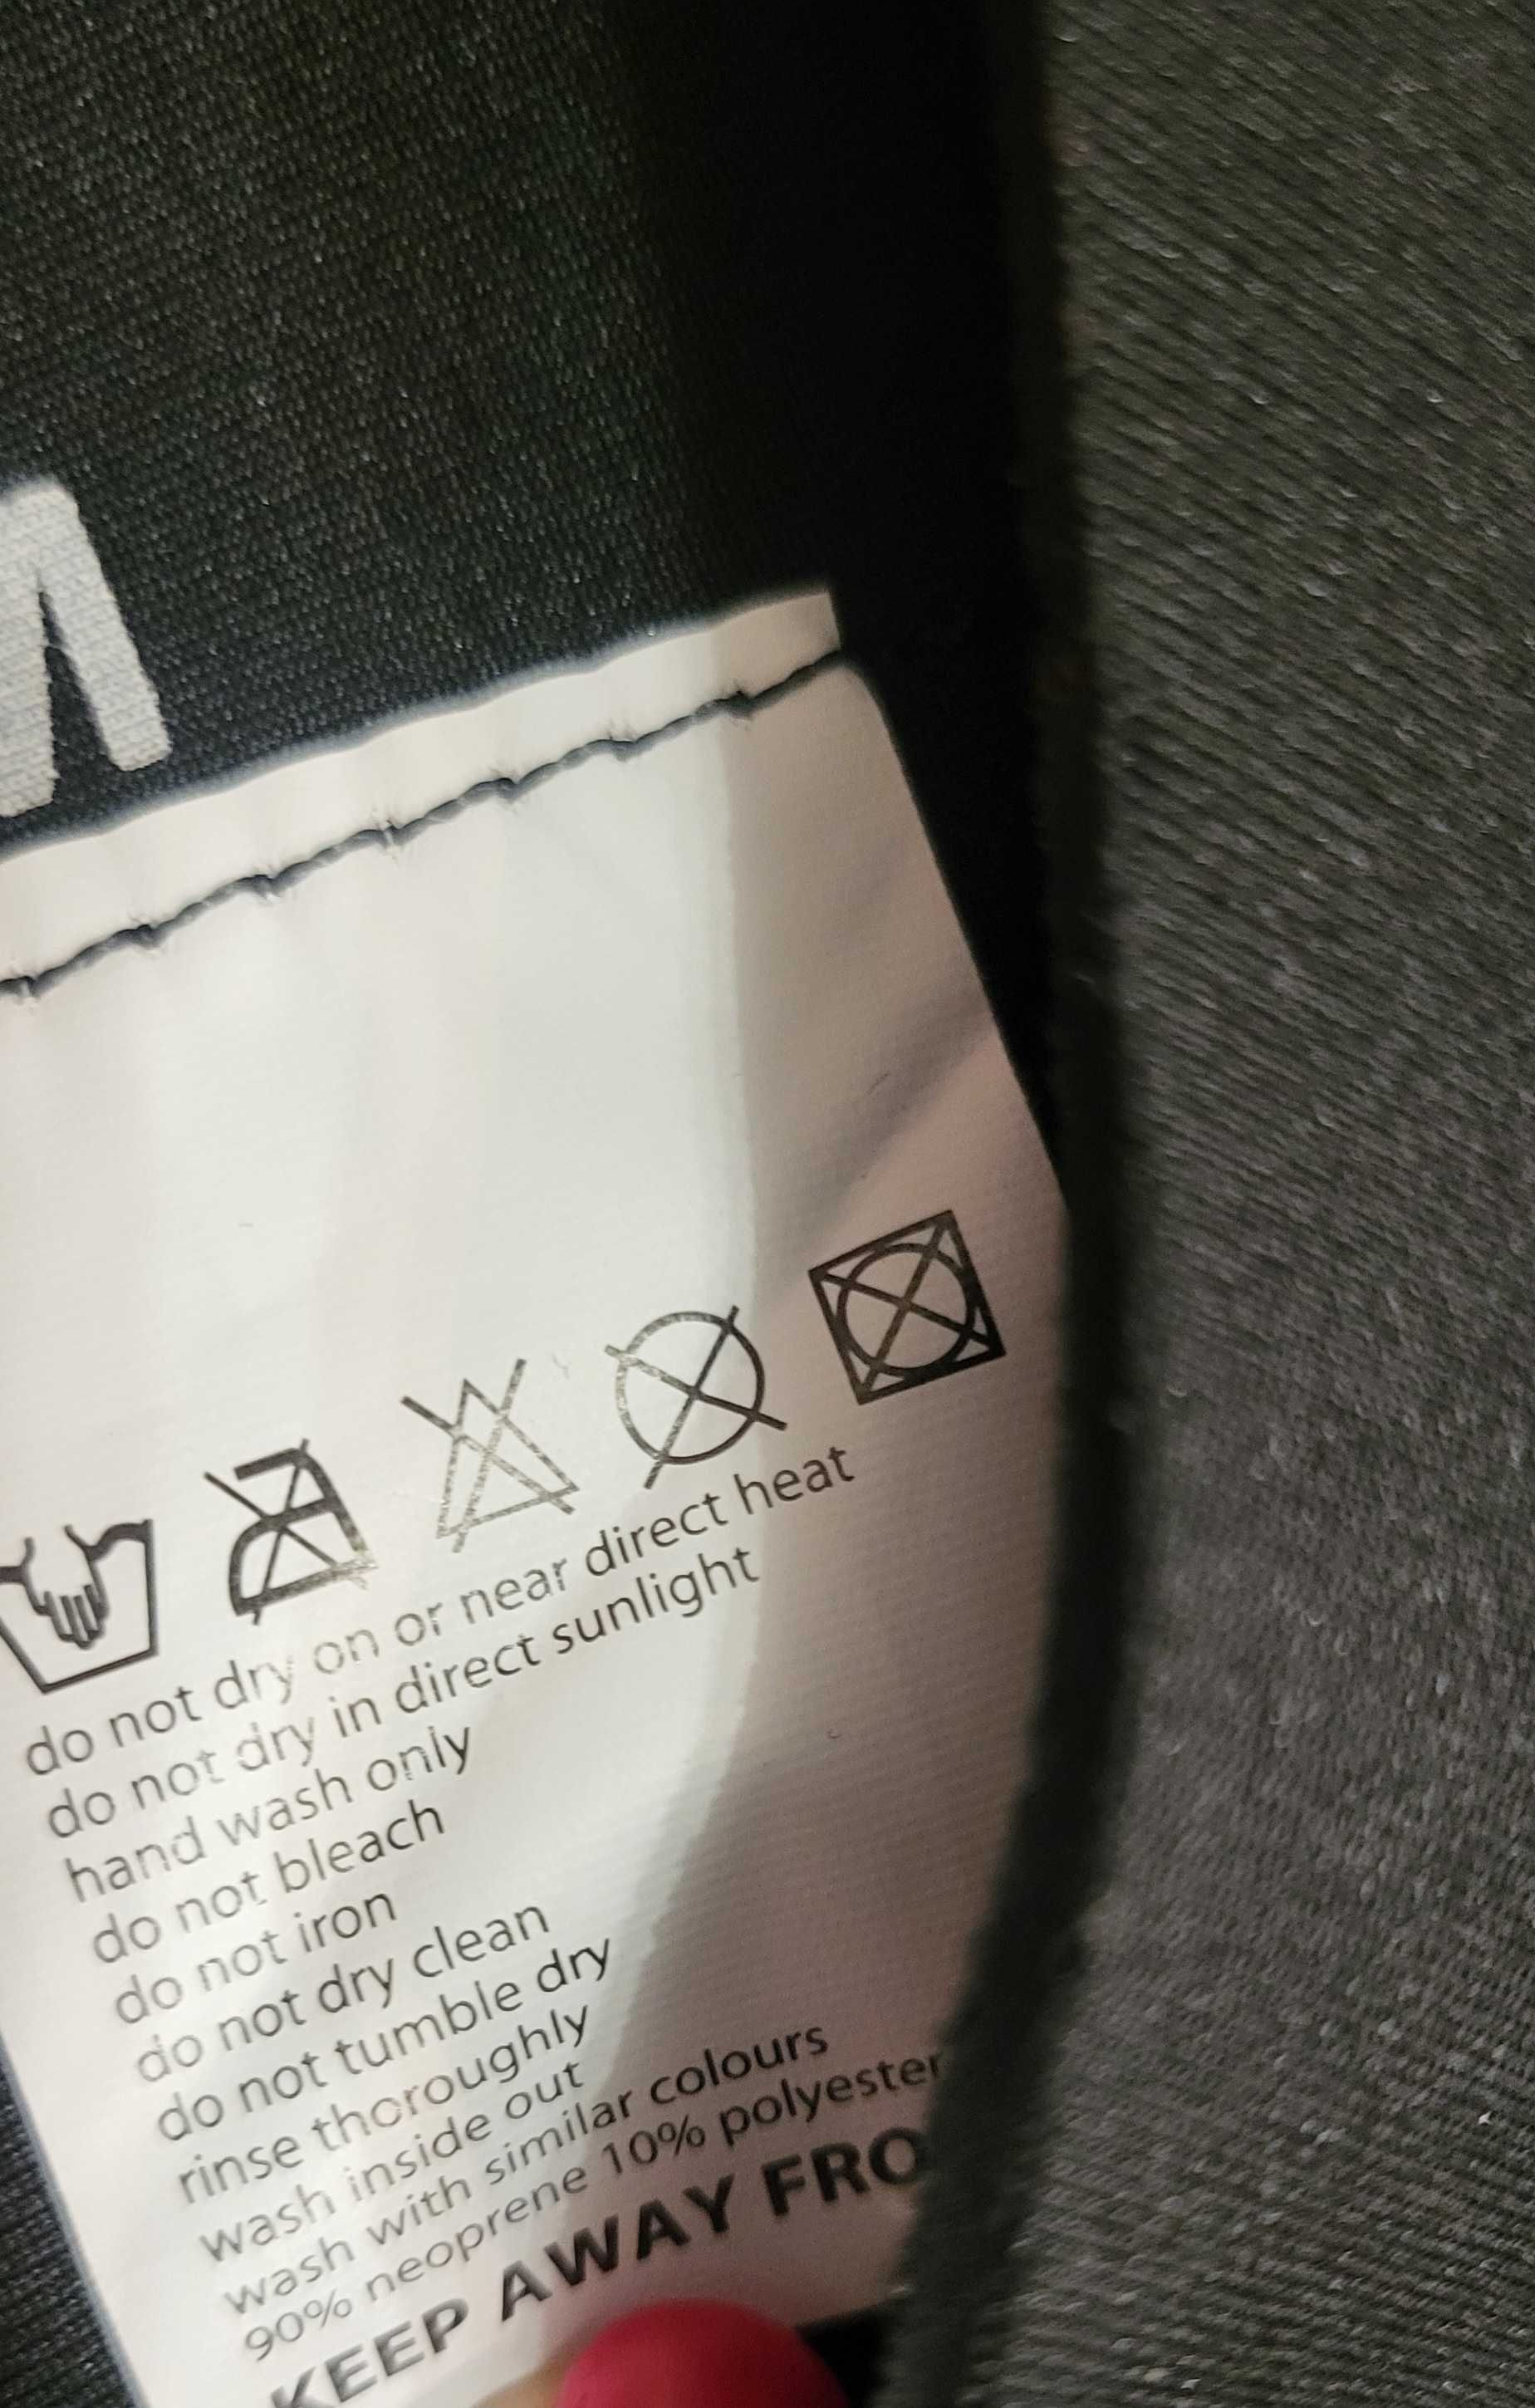 M
do not dry on or near direct heat
do not dry in direct sunlight
hand wash only
do not bleach
do not iron
do not dry clean
do not tumble dry
rinse thoroughly
wash inside out
wash with similar colours
90% neoprene 10% polyester
KEEP AWAY